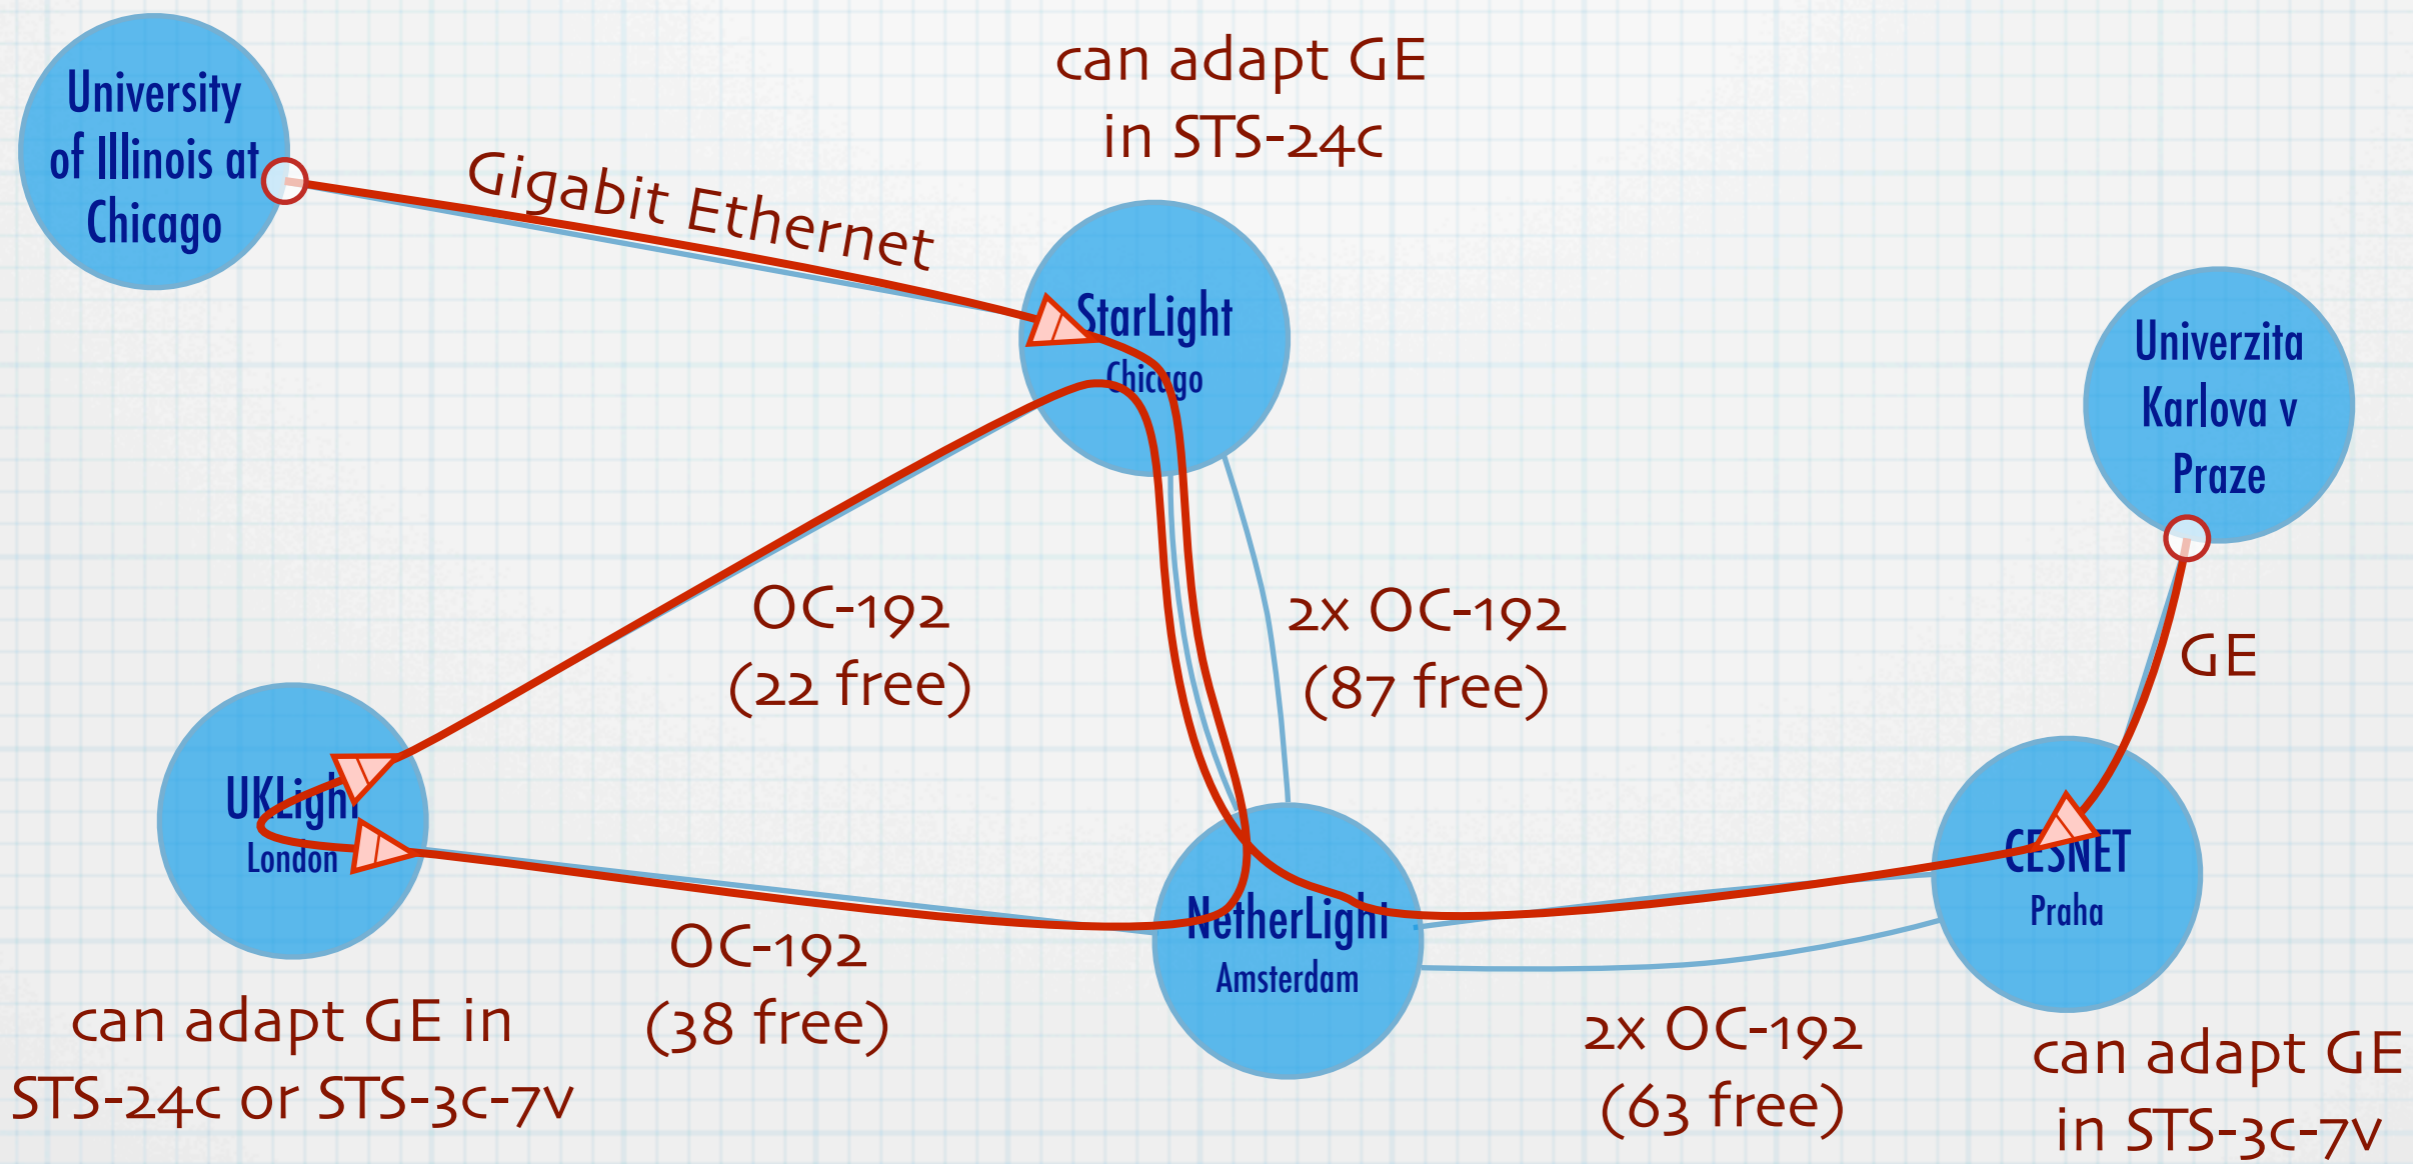 University
of Illinois at
Chicago
can adapt GE
in STS-24c
Gigabit Ethernet
StarLight
Chicago
Univerzita
Karlova v
Praze
OC-192
(22 free)
2x OC-192
(87 free)
GE
UKLight
London
CESNET
Praha
NetherLight
Amsterdam
OC-192
(38 free)
can adapt GE in
STS-24c or STS-3c-7v
2x OC-192
(63 free)
can adapt GE
in STS-3c-7v